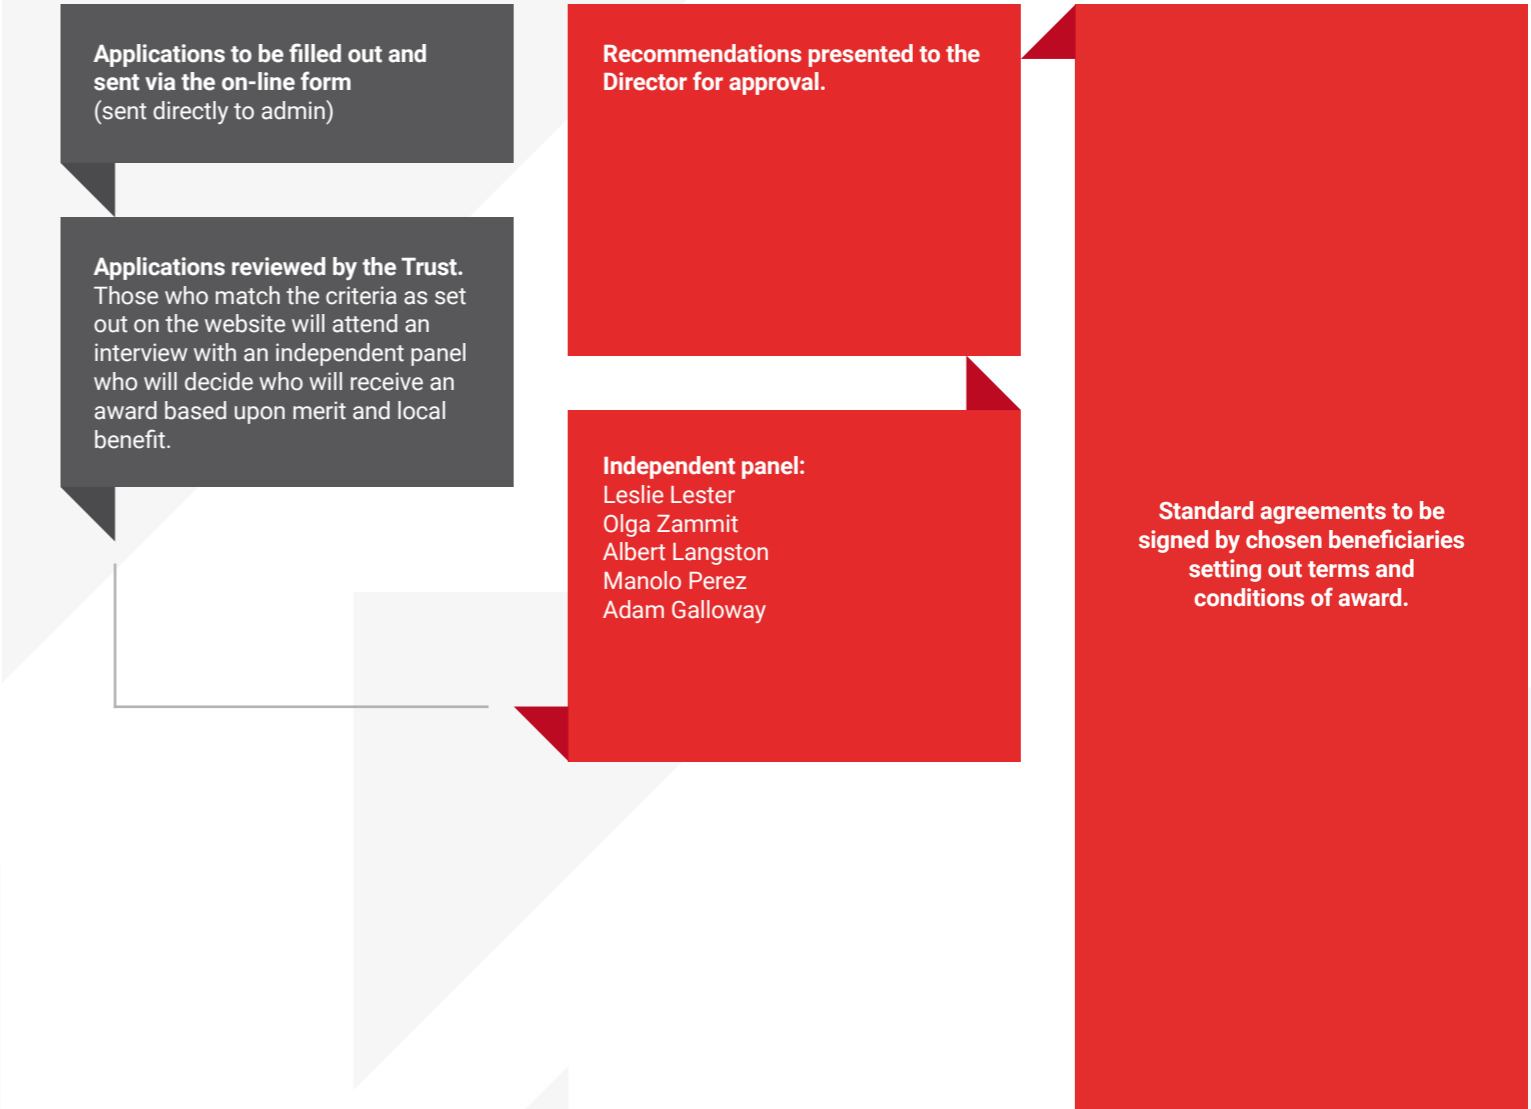 Applications to be filled out and
sent via the on-line form
(sent directly to admin)
Applications reviewed by the Trust.
Those who match the criteria as set
out on the website will attend an
interview with an independent panel
who will decide who will receive an
award based upon merit and local
benefit.
Recommendations presented to the
Director for approval.
Independent panel:
Leslie Lester
Olga Zammit
Albert Langston
Manolo Perez
Adam Galloway
Standard agreements to be
signed by chosen beneficiaries
setting out terms and
conditions of award.